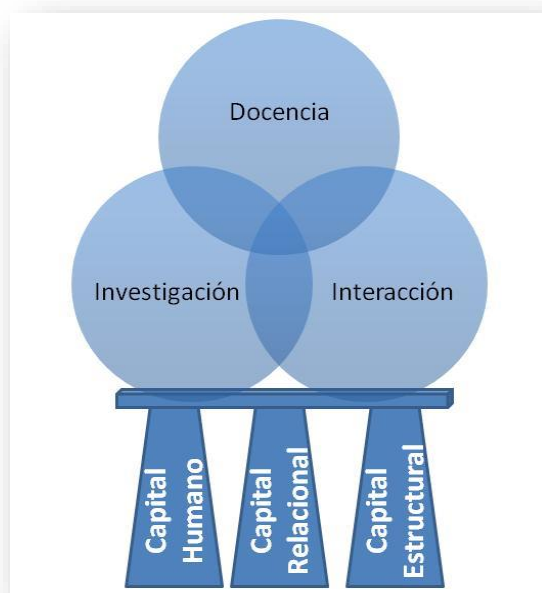 Docencia
Investigación
Interacción
Capital
Humano
Capital
Relacional
Capital
Estructural